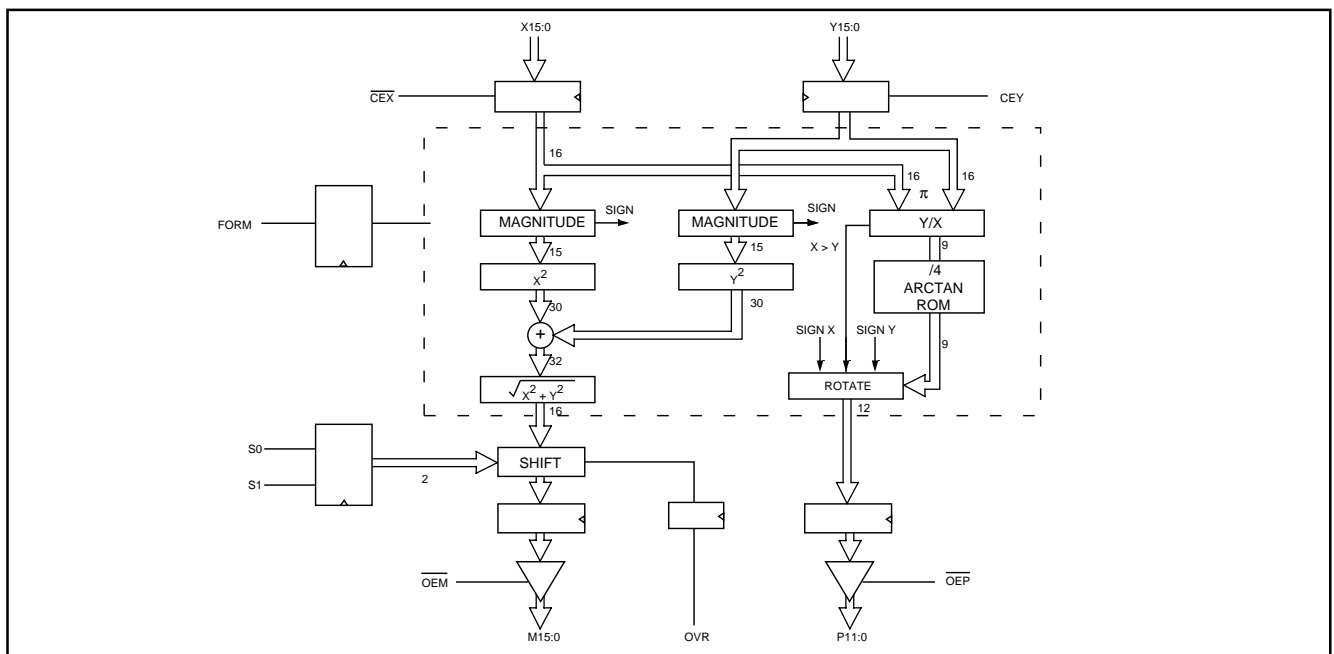 X15:0
Y15:0
CEX
CEY
16
16
16
π
FORM
MAGNITUDE
SIGN
MAGNITUDE
SIGN
Y/X
15
15
X > Y
9
X2
Y2
/4
ARCTAN
ROM
30
30
+
SIGN X
SIGN Y
9
32
√X2 + Y2
ROTATE
16
12
S0
S1
2
SHIFT
OEM
OEP
M15:0
OVR
P11:0